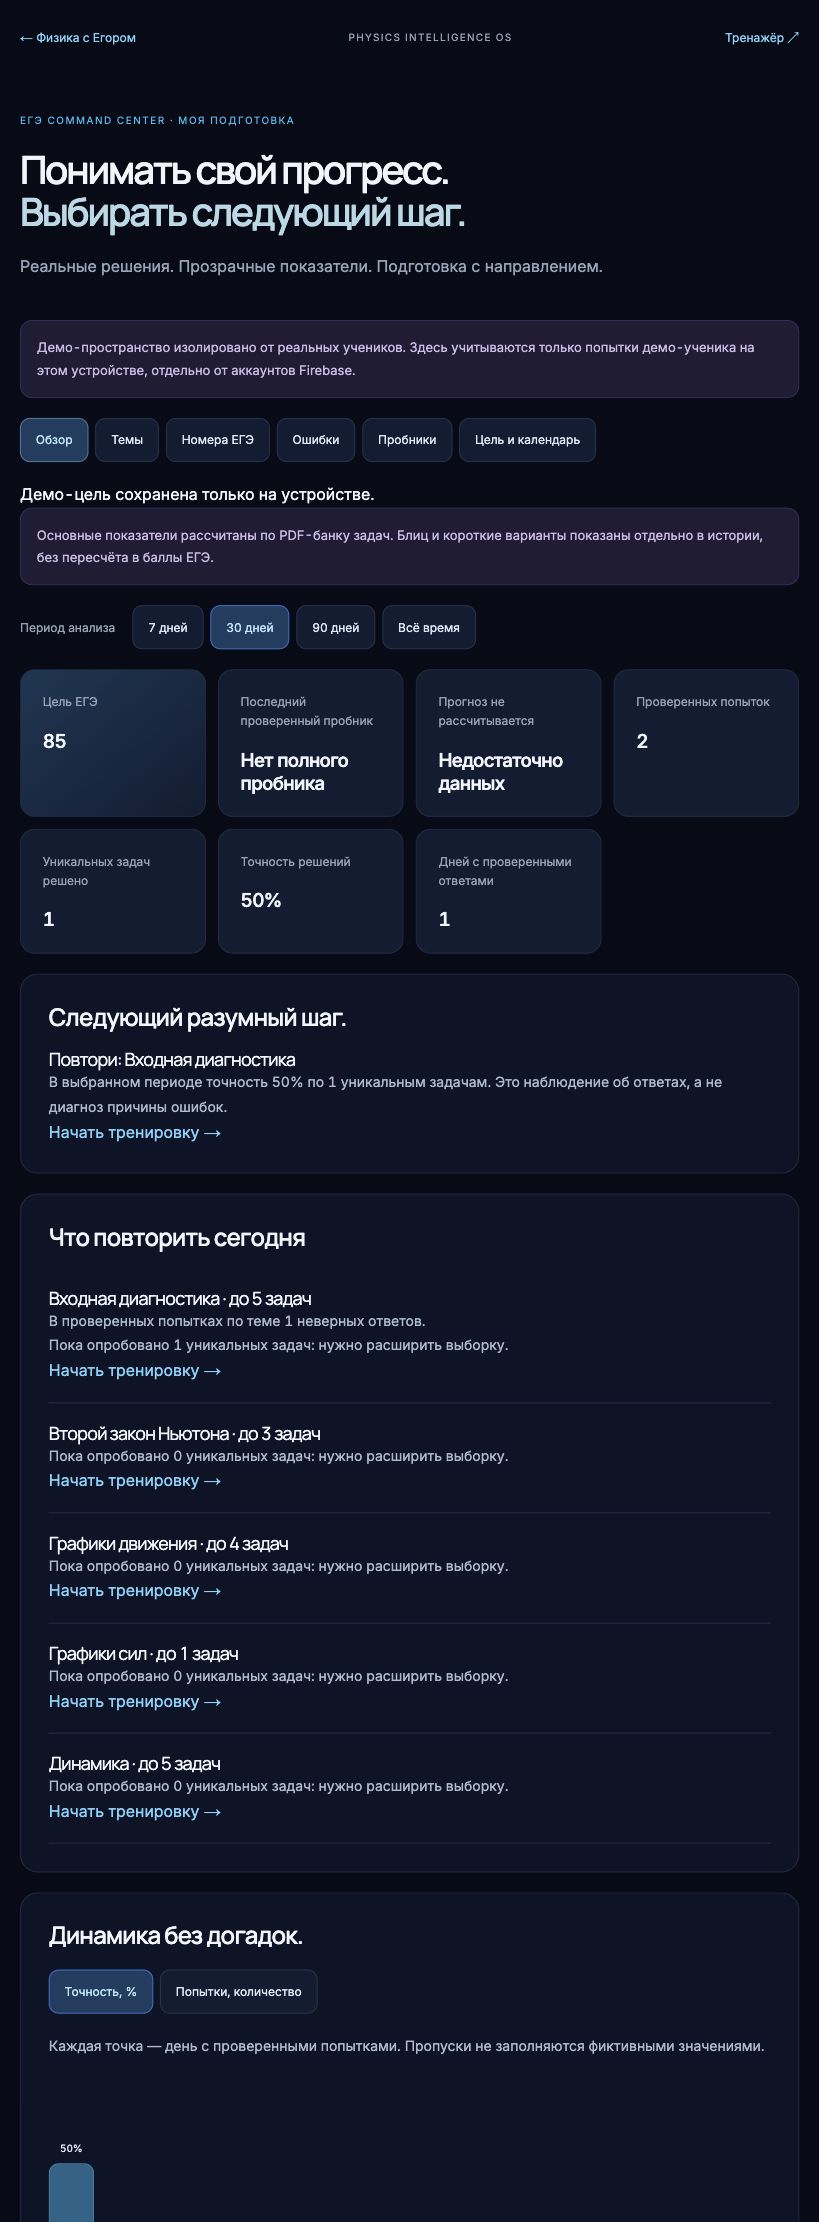 ← Физика с Егором
PHYSICS INTELLIGENCE OS
Тренажёр ↗
ЕГЭ COMMAND CENTER · МОЯ ПОДГОТОВКА
Понимать свой прогресс.
Выбирать следующий шаг.
Реальные решения. Прозрачные показатели. Подготовка с направлением.
Демо-пространство изолировано от реальных учеников. Здесь учитываются только попытки демо-ученика на
этом устройстве, отдельно от аккаунтов Firebase.
Обзор
Темы
Номера ЕГЭ
Ошибки
Пробники
Цель и календарь
Демо-цель сохранена только на устройстве.
Основные показатели рассчитаны по PDF-банку задач. Блиц и короткие варианты показаны отдельно в истории,
без пересчёта в баллы ЕГЭ.
Период анализа
7 дней
30 дней
90 дней
Всё время
Цель ЕГЭ
85
Последний
проверенный пробник
Нет полного
пробника
Прогноз не
рассчитывается
Недостаточно
данных
Проверенных попыток
2
Уникальных задач
решено
1
Точность решений
50%
Дней с проверенными
ответами
1
Следующий разумный шаг.
Повтори: Входная диагностика
В выбранном периоде точность 50% по 1 уникальным задачам. Это наблюдение об ответах, а не
диагноз причины ошибок.
Начать тренировку →
Что повторить сегодня
Входная диагностика · до 5 задач
В проверенных попытках по теме 1 неверных ответов.
Пока опробовано 1 уникальных задач: нужно расширить выборку.
Начать тренировку →
Второй закон Ньютона · до 3 задач
Пока опробовано 0 уникальных задач: нужно расширить выборку.
Начать тренировку →
Графики движения · до 4 задач
Пока опробовано 0 уникальных задач: нужно расширить выборку.
Начать тренировку →
Графики сил · до 1 задач
Пока опробовано 0 уникальных задач: нужно расширить выборку.
Начать тренировку →
Динамика · до 5 задач
Пока опробовано 0 уникальных задач: нужно расширить выборку.
Начать тренировку →
Динамика без догадок.
Точность, %
Попытки, количество
Каждая точка — день с проверенными попытками. Пропуски не заполняются фиктивными значениями.
50%